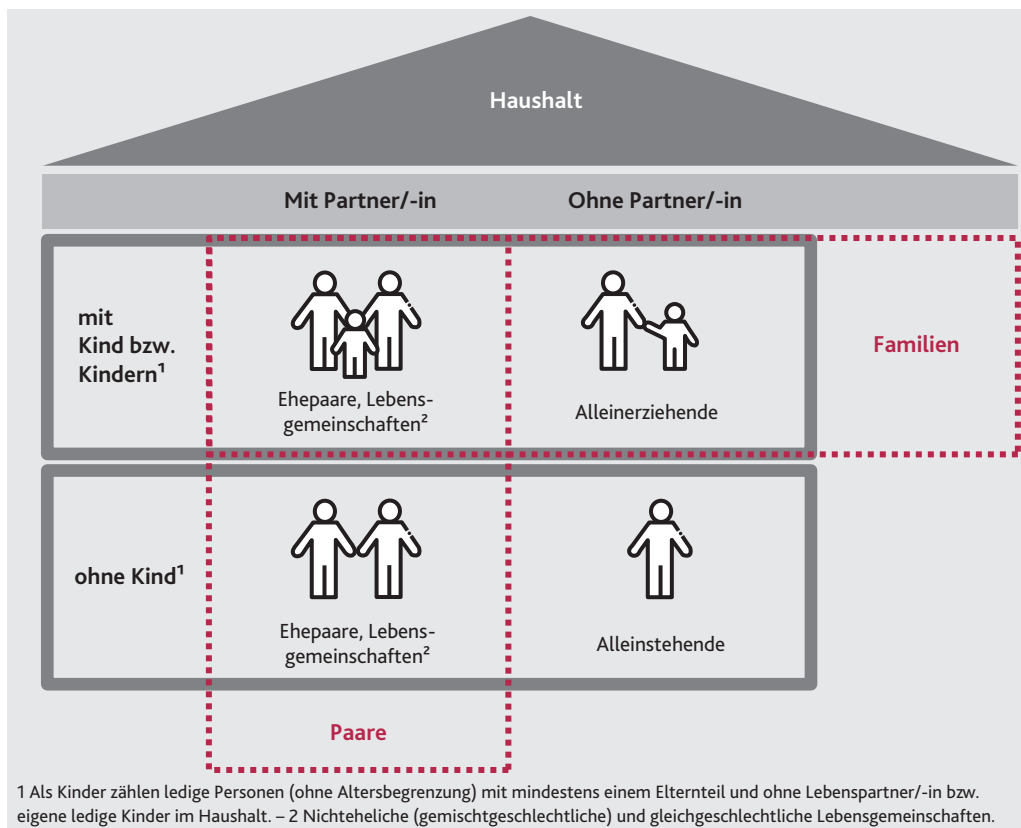 Haushalt
Mit Partner/-in
Ohne Partner/-in
mit
Kind bzw.
Kindern¹
Ehepaare, Lebens-
gemeinschaften²
Alleinerziehende
Familien
ohne Kind¹
Ehepaare, Lebens-
gemeinschaften²
Alleinstehende
Paare
1 Als Kinder zählen ledige Personen (ohne Altersbegrenzung) mit mindestens einem Elternteil und ohne Lebenspartner/-in bzw.
eigene ledige Kinder im Haushalt. – 2 Nichteheliche (gemischtgeschlechtliche) und gleichgeschlechtliche Lebensgemeinschaften.